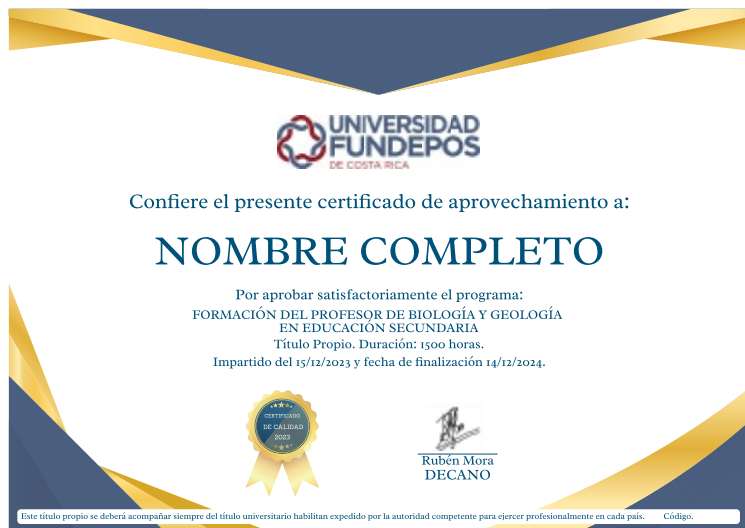 UNIVERSIDAD
FUNDEPOS
DE COSTA RICA
Confiere el presente certificado de aprovechamiento a:
NOMBRE COMPLETO
Por aprobar satisfactoriamente el programa:
FORMACIÓN DEL PROFESOR DE BIOLOGÍA Y GEOLOGÍA
EN EDUCACIÓN SECUNDARIA
Título Propio. Duración: 1500 horas.
Impartido del 15/12/2023 y fecha de finalización 14/12/2024.
CERTIFICADO
DE CALIDAD
2023
Rubén Mora
DECANO
Este título propio se deberá acompañar siempre del título universitario habilitan expedido por la autoridad competente para ejercer profesionalmente en cada país. Código.